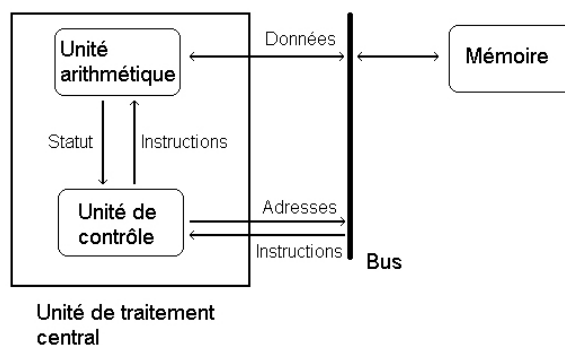 Unité
arithmétique
Données
Mémoire
Statut
Instructions
Unité de
contrôle
Adresses
Instructions
Bus
Unité de traitement
central